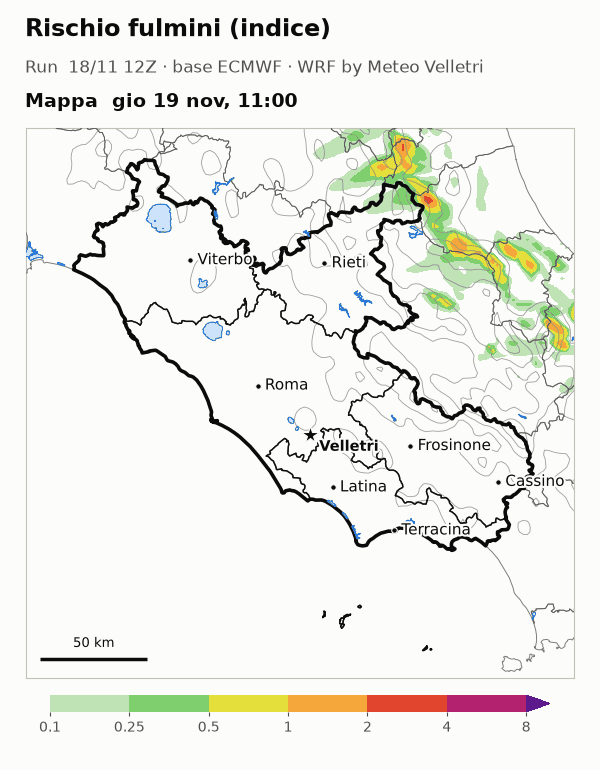 Rischio fulmini (indice)
Run  18/11 12Z · base ECMWF · WRF by Meteo Velletri
Mappa  gio 19 nov, 11:00
Viterbo
Rieti
Roma
Velletri
Frosinone
Latina
Cassino
Terracina
50 km
0.1 0.25 0.5 1 2 4 8